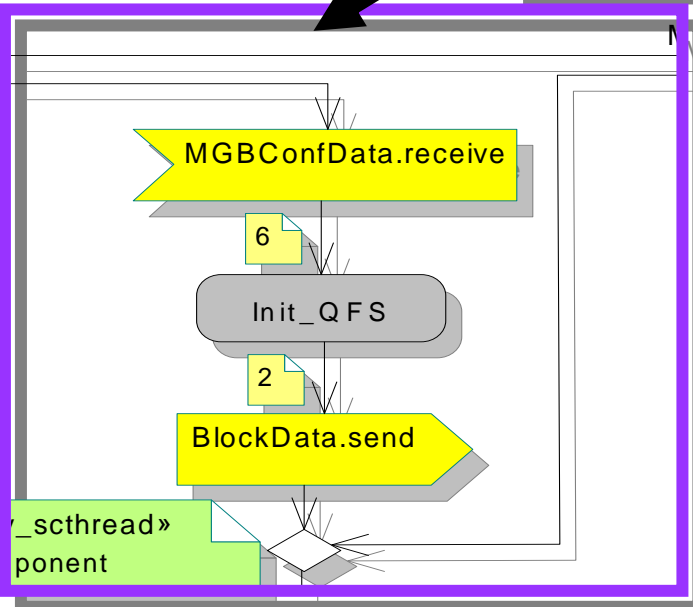 MGBConfData.receive
6
Init_QFS
2
BlockData.send
_scthread»
ponent